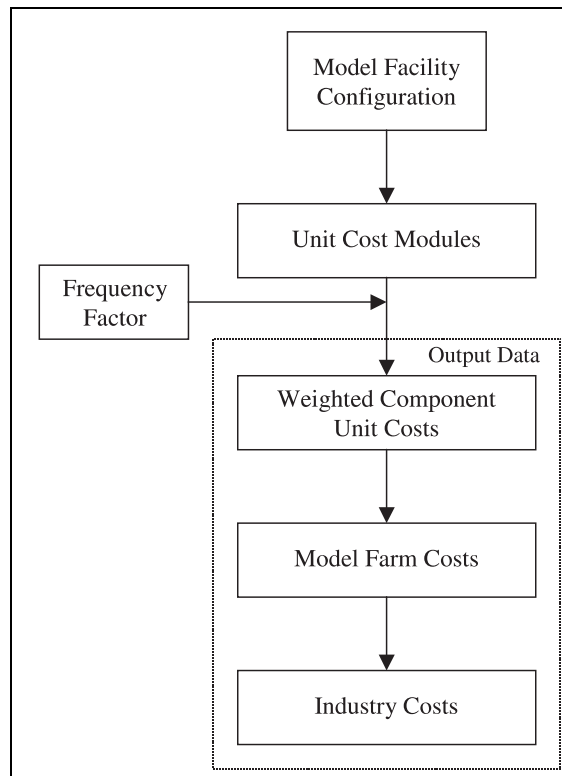 Model Facility
Configuration
Unit Cost Modules
Frequency
Factor
Output Data
Weighted Component
Unit Costs
Model Farm Costs
Industry Costs